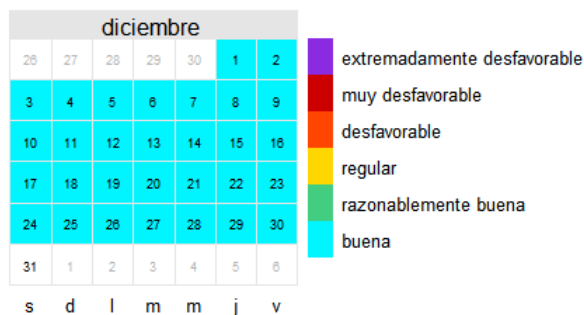 diciembre
26 27 28 29 30 1 2
3 4 5 6 7 8 9
10 11 12 13 14 15 16
17 18 19 20 21 22 23
24 25 26 27 28 29 30
31 1 2 3 4 5 6
s d l m m j v
extremadamente desfavorable
muy desfavorable
desfavorable
regular
razonablemente buena
buena